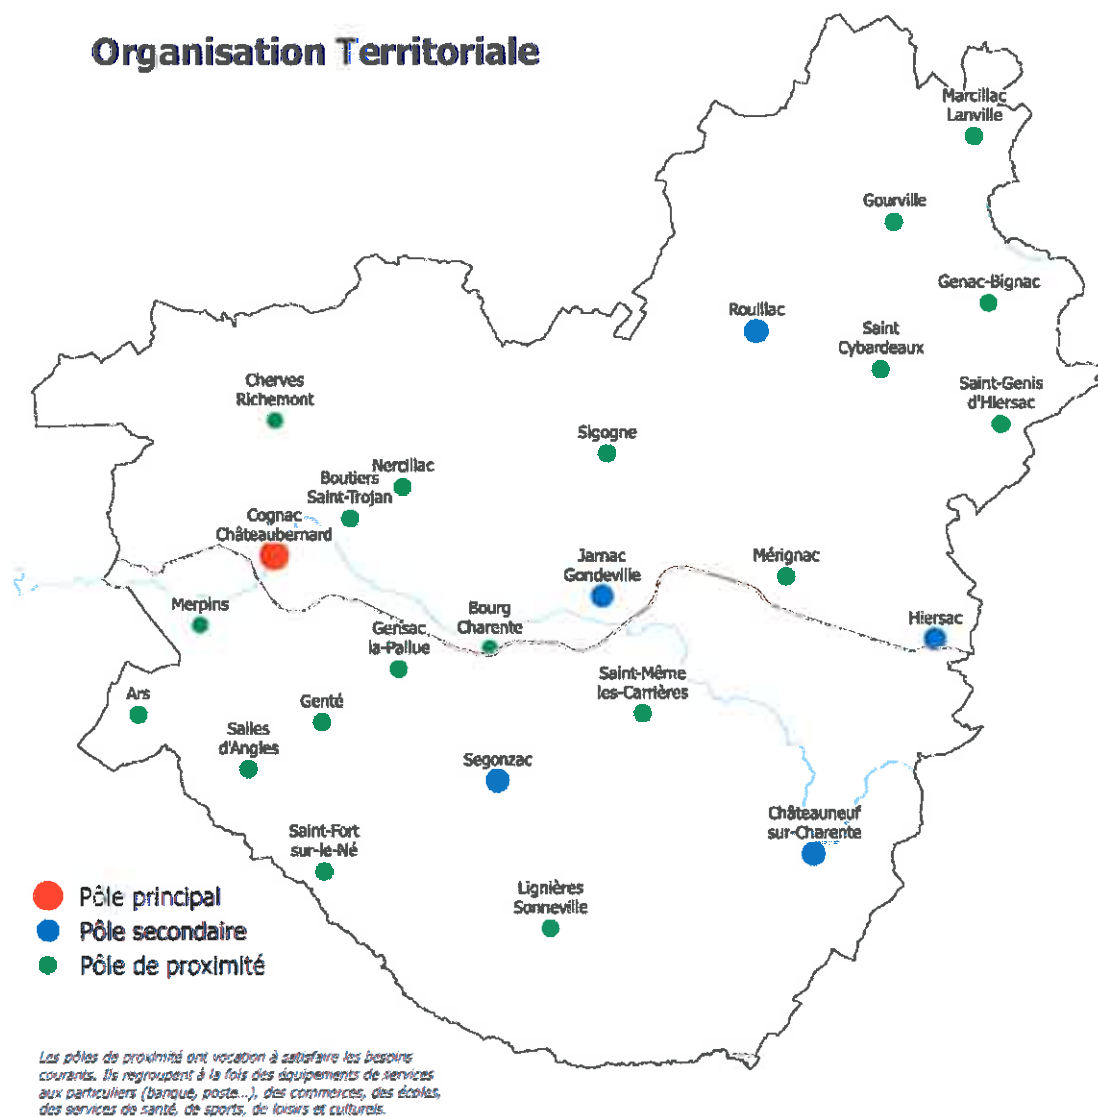 Organisation Territoriale
Marcillac
Lanville
Gourville
Genac-Bignac
Rouillac
Saint
Cybardeaux
Saint-Genis
d'Hiersac
Cherves
Richemont
Sigogne
Nercillac
Boutiers
Saint-Trojan
Cognac
Châteaubernard
Jarnac
Gondeville
Mérignac
Merpins
Bourg
Charente
Hiersac
Gensac
la-Pallue
Saint-Même
les-Carrières
Ars
Genté
Salles
d'Angles
Segonzac
Châteauneuf
sur-Charente
Saint-Fort
sur-le-Né
Lignières
Sonneville
Pôle principal
Pôle secondaire
Pôle de proximité
Les pôles de proximité ont vocation à satisfaire les besoins
courants. Ils regroupent à la fois des équipements de services
aux particuliers (banque, poste...), des commerces, des écoles,
des services de santé, de sports, de loisirs et culturels.